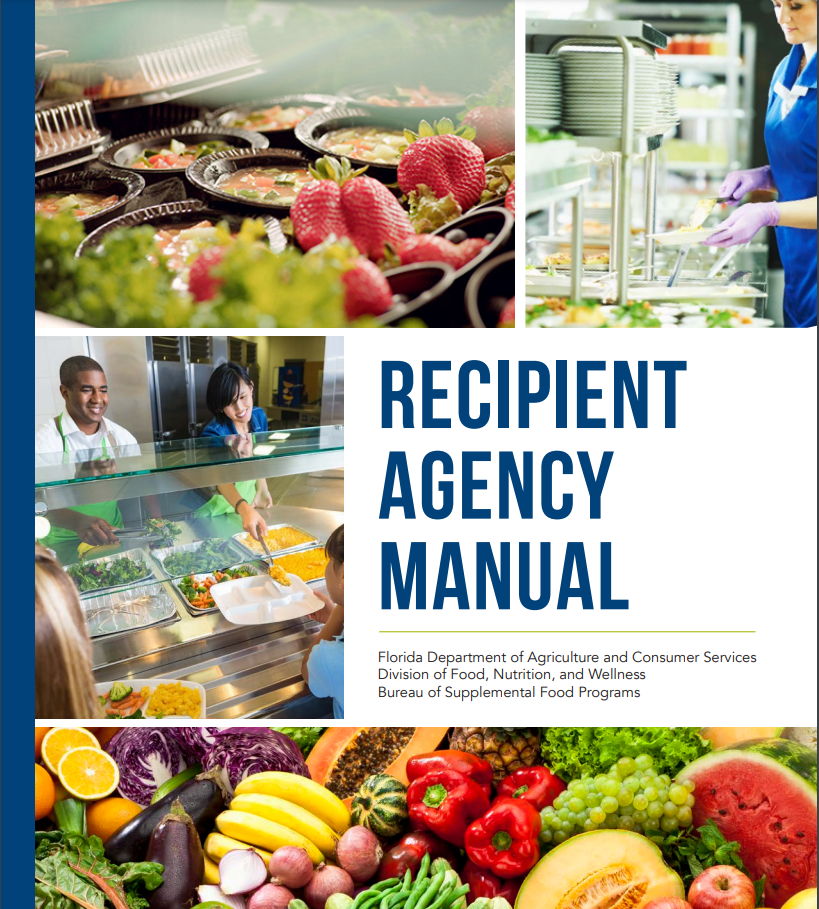 RECIPIENT
AGENCY
MANUAL
Florida Department of Agriculture and Consumer Services
Division of Food, Nutrition, and Wellness
Bureau of Supplemental Food Programs